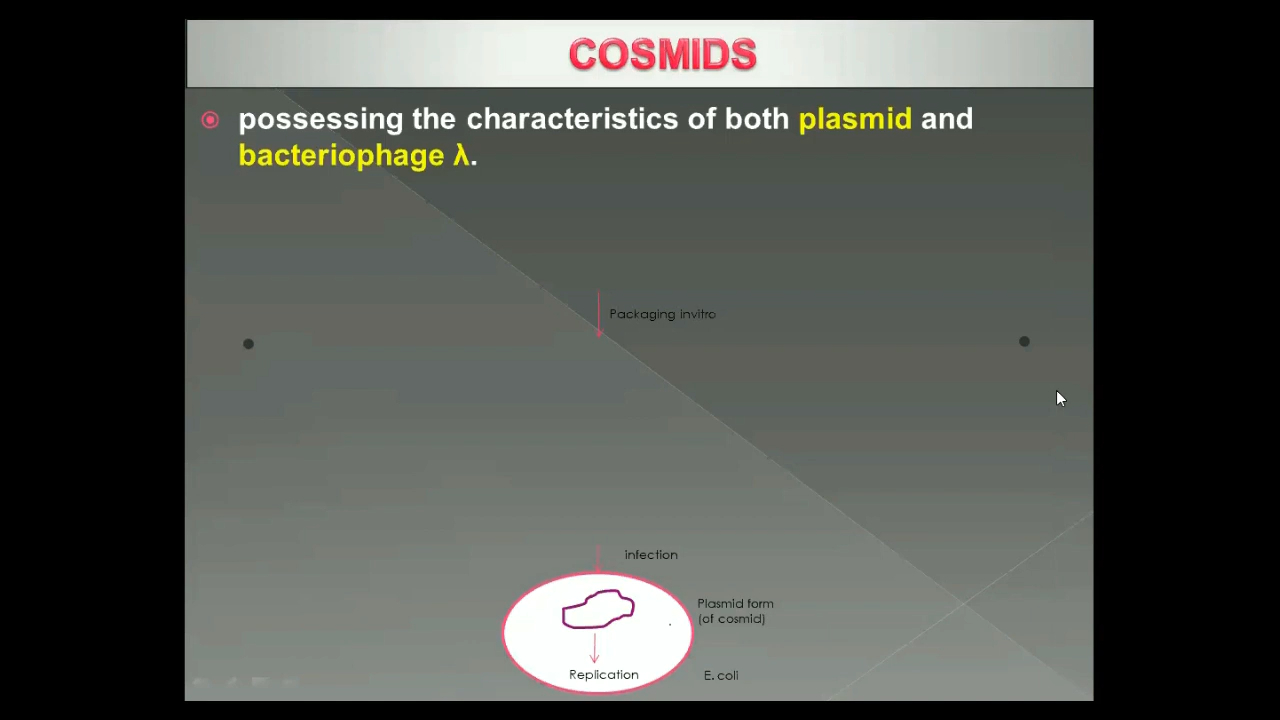 COSMIDS
possessing the characteristics of both plasmid and
bacteriophage λ.
Packaging invitro
infection
Plasmid form
(of cosmid)
Replication
E. coli